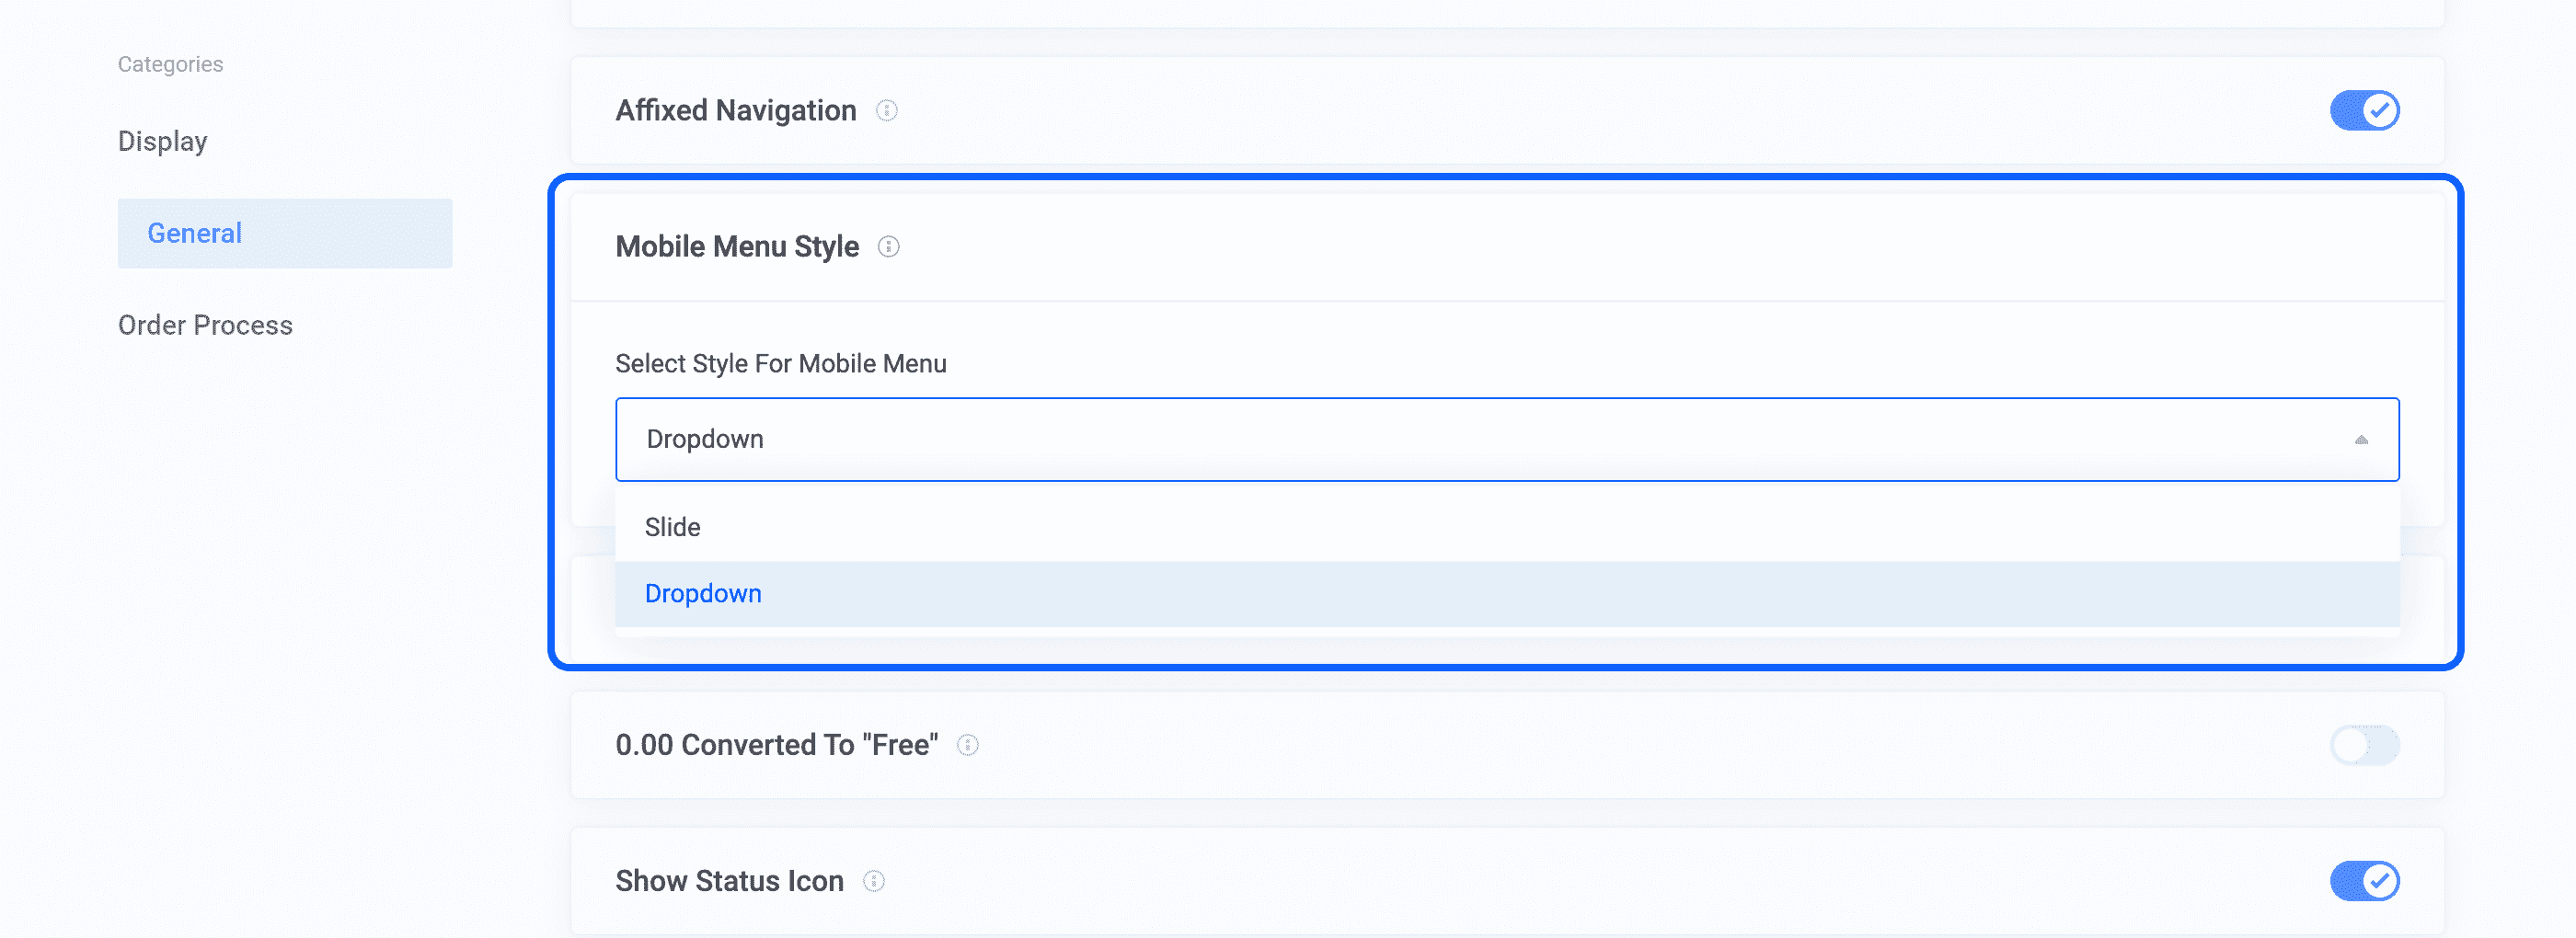 Categories
Display
General
Order Process
Affixed Navigation
Mobile Menu Style
Select Style For Mobile Menu
Dropdown
Slide
Dropdown
0.00 Converted To "Free"
Show Status Icon